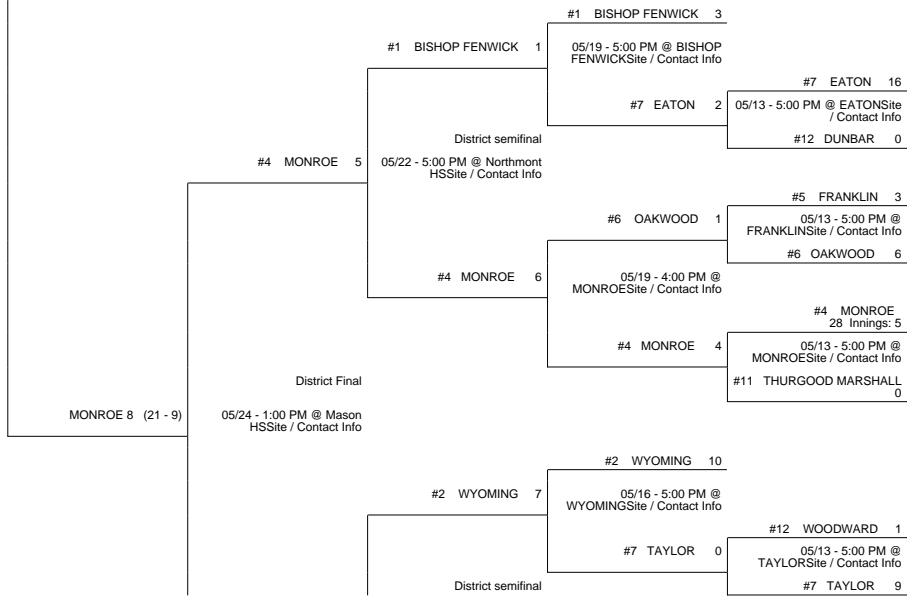 #1 BISHOP FENWICK 3
#1 BISHOP FENWICK 1
05/19 - 5:00 PM @ BISHOP
FENWICKSite / Contact Info
#7 EATON 16
#7 EATON 2
05/13 - 5:00 PM @ EATONSite
/ Contact Info
District semifinal
#12 DUNBAR 0
#4 MONROE 5
05/22 - 5:00 PM @ Northmont
HSSite / Contact Info
#5 FRANKLIN 3
#6 OAKWOOD 1
05/13 - 5:00 PM @
FRANKLINSite / Contact Info
#6 OAKWOOD 6
#4 MONROE 6
05/19 - 4:00 PM @
MONROESite / Contact Info
#4 MONROE
28 Innings: 5
#4 MONROE 4
05/13 - 5:00 PM @
MONROESite / Contact Info
District Final
#11 THURGOOD MARSHALL
0
MONROE 8 (21 - 9)
05/24 - 1:00 PM @ Mason
HSSite / Contact Info
#2 WYOMING 10
#2 WYOMING 7
05/16 - 5:00 PM @
WYOMINGSite / Contact Info
#12 WOODWARD 1
#7 TAYLOR 0
05/13 - 5:00 PM @
TAYLORSite / Contact Info
District semifinal
#7 TAYLOR 9